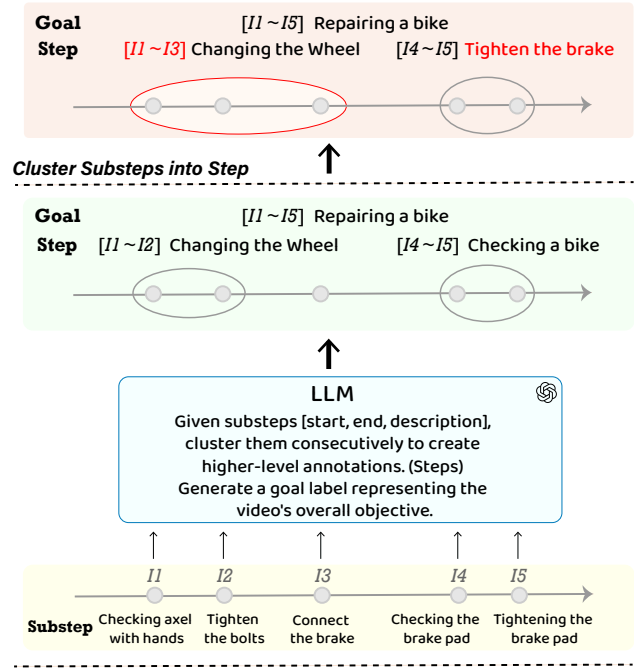 Goal [I1 ~ I5] Repairing a bike
Step [I1 ~ I3] Changing the Wheel [I4 ~ I5] Tighten the brake
Cluster Substeps into Step
Goal [I1 ~ I5] Repairing a bike
Step [I1 ~ I2] Changing the Wheel [I4 ~ I5] Checking a bike
LLM
Given substeps [start, end, description],
cluster them consecutively to create
higher-level annotations. (Steps)
Generate a goal label representing the
video's overall objective.
I1 I2 I3 I4 I5
Substep
Checking axel
with hands
Tighten
the bolts
Connect
the brake
Checking the
brake pad
Tightening the
brake pad